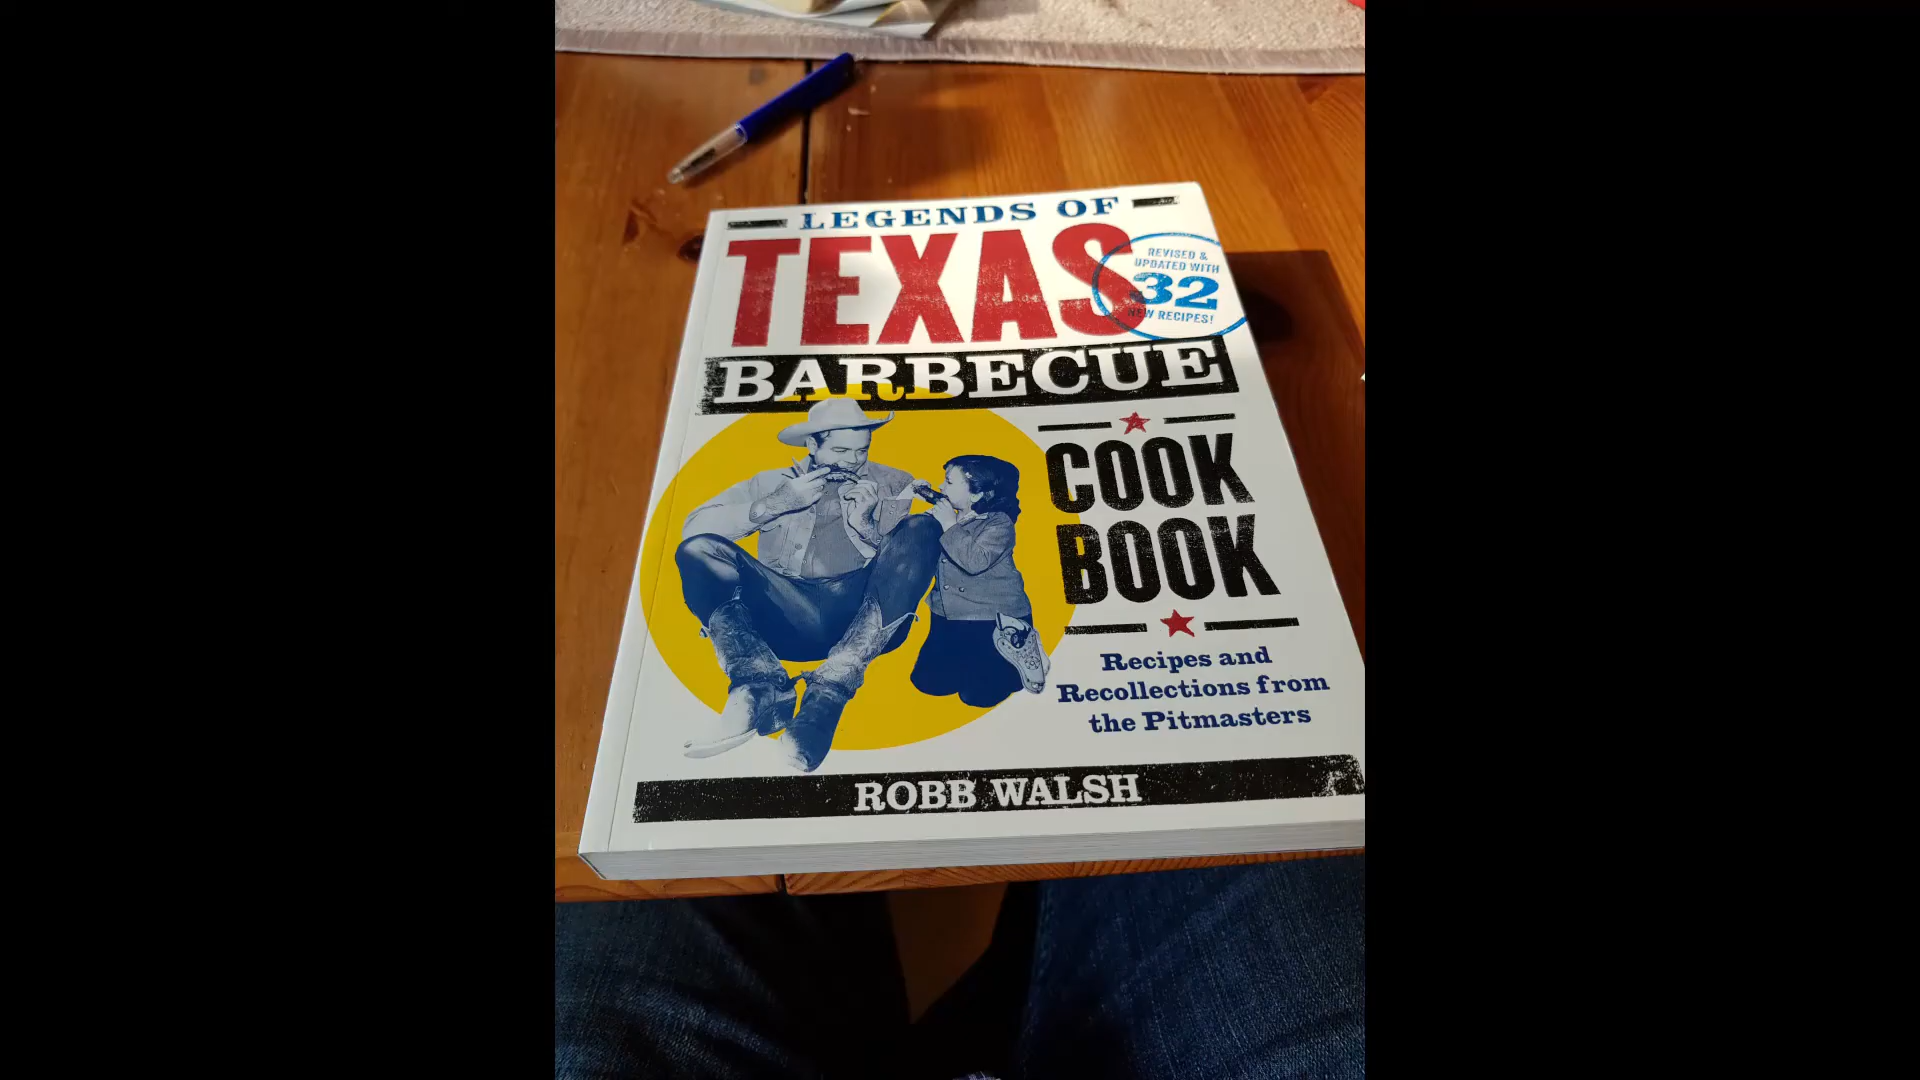 LEGENDS OF
TEXAS
REVISED &
UPDATED WITH
32
NEW RECIPES!
BARBECUE
COOK
BOOK
Recipes and
Recollections from
the Pitmasters
ROBB WALSH